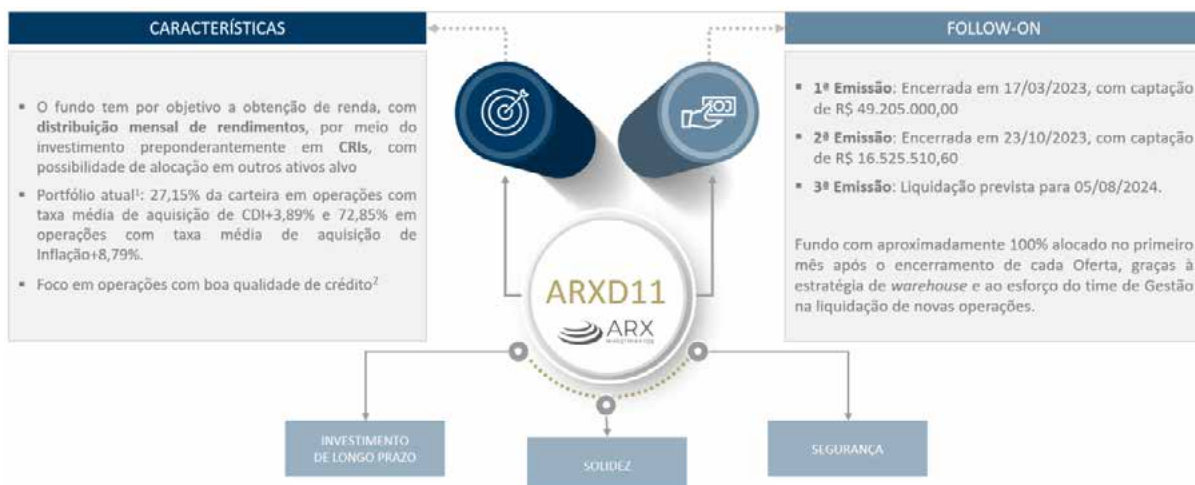 CARACTERÍSTICAS
▪ O fundo tem por objetivo a obtenção de renda, com
distribuição mensal de rendimentos, por meio do
investimento preponderantemente em CRIs, com
possibilidade de alocação em outros ativos alvo
▪ Portfólio atual¹: 27,15% da carteira em operações com
taxa média de aquisição de CDI+3,89% e 72,85% em
operações com taxa média de aquisição de
Inflação+8,79%.
▪ Foco em operações com boa qualidade de crédito²
FOLLOW-ON
▪ 1ª Emissão: Encerrada em 17/03/2023, com captação
de R$ 49.205.000,00
▪ 2ª Emissão: Encerrada em 23/10/2023, com captação
de R$ 16.525.510,60
▪ 3ª Emissão: Liquidação prevista para 05/08/2024.
Fundo com aproximadamente 100% alocado no primeiro
mês após o encerramento de cada Oferta, graças à
estratégia de warehouse e ao esforço do time de Gestão
na liquidação de novas operações.
ARXD11
ARX
INVESTIMENTOS
INVESTIMENTO
DE LONGO PRAZO
SOLIDEZ
SEGURANÇA